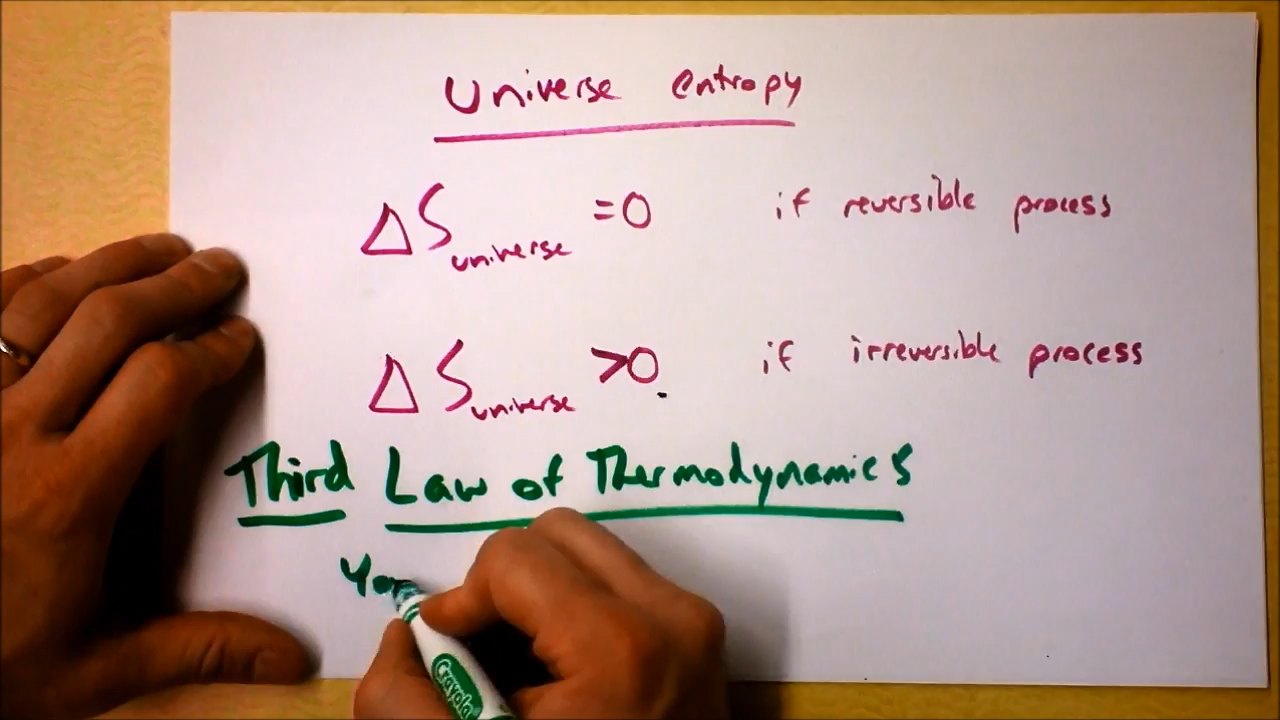 Universe entropy
ΔS universe =0 if reversible process
ΔS universe >0 if irreversible process
Third Law of Thermodynamics
You
Crayola